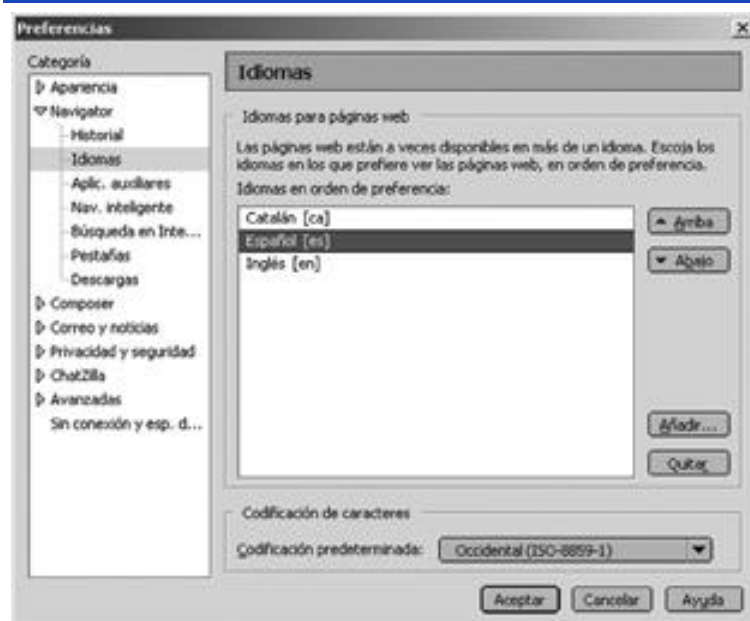 Preferencias
Categoría
Apariencia
Navigator
Historial
Idiomas
Aplic. auxiliares
Nav. inteligente
Búsqueda en Inte...
Pestañas
Descargas
Composer
Correo y noticias
Privacidad y seguridad
ChatZilla
Avanzadas
Sin conexión y esp. d...
Idiomas
Idiomas para páginas web
Las páginas web están a veces disponibles en más de un idioma. Escoja los
idiomas en los que prefiere ver las páginas web, en orden de preferencia.
Idiomas en orden de preferencia:
Catalán [ca]
Español [es]
Inglés [en]
Arriba
Abajo
Añadir...
Quitar
Codificación de caracteres
Codificación predeterminada:
Occidental (ISO-8859-1)
Aceptar
Cancelar
Ayuda